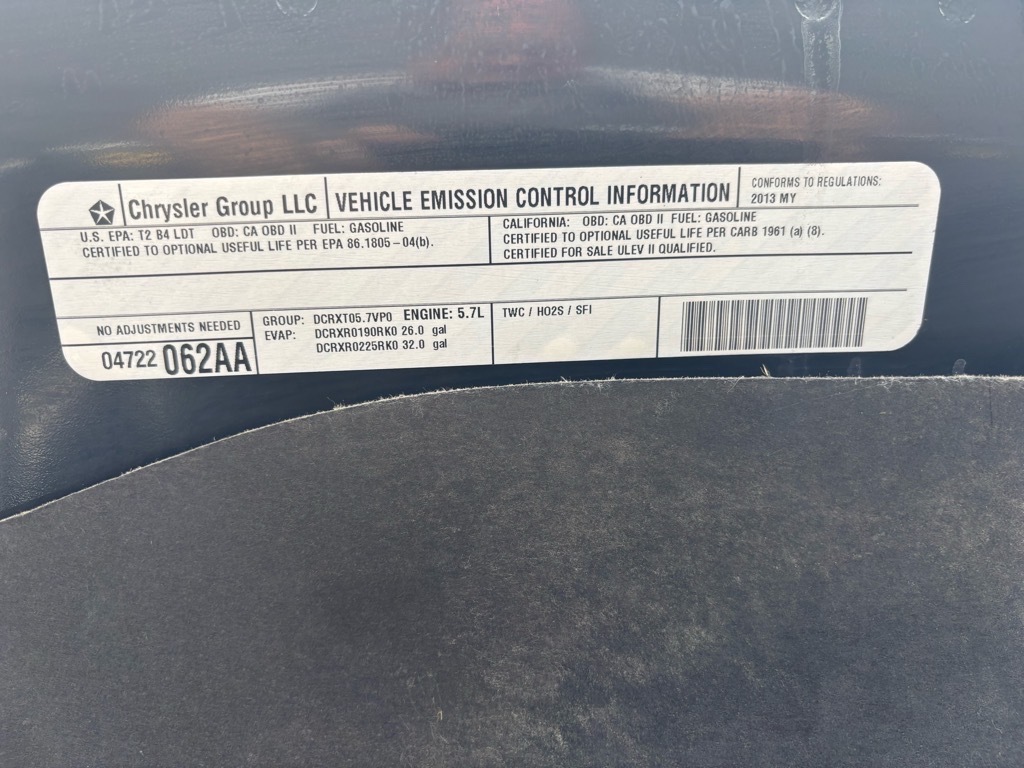 Chrysler Group LLC
VEHICLE EMISSION CONTROL INFORMATION
CONFORMS TO REGULATIONS:
2013 MY
U.S. EPA: T2 B4 LDT OBD: CA OBD II FUEL: GASOLINE
CERTIFIED TO OPTIONAL USEFUL LIFE PER EPA 86.1805-04(b).
CALIFORNIA: OBD: CA OBD II FUEL: GASOLINE
CERTIFIED TO OPTIONAL USEFUL LIFE PER CARB 1961 (a) (8).
CERTIFIED FOR SALE ULEV II QUALIFIED.
NO ADJUSTMENTS NEEDED
04722 062AA
GROUP: DCRXT05.7VP0 ENGINE: 5.7L
EVAP: DCRXR0190RK0 26.0 gal
DCRXR0225RK0 32.0 gal
TWC / HO2S / SFI